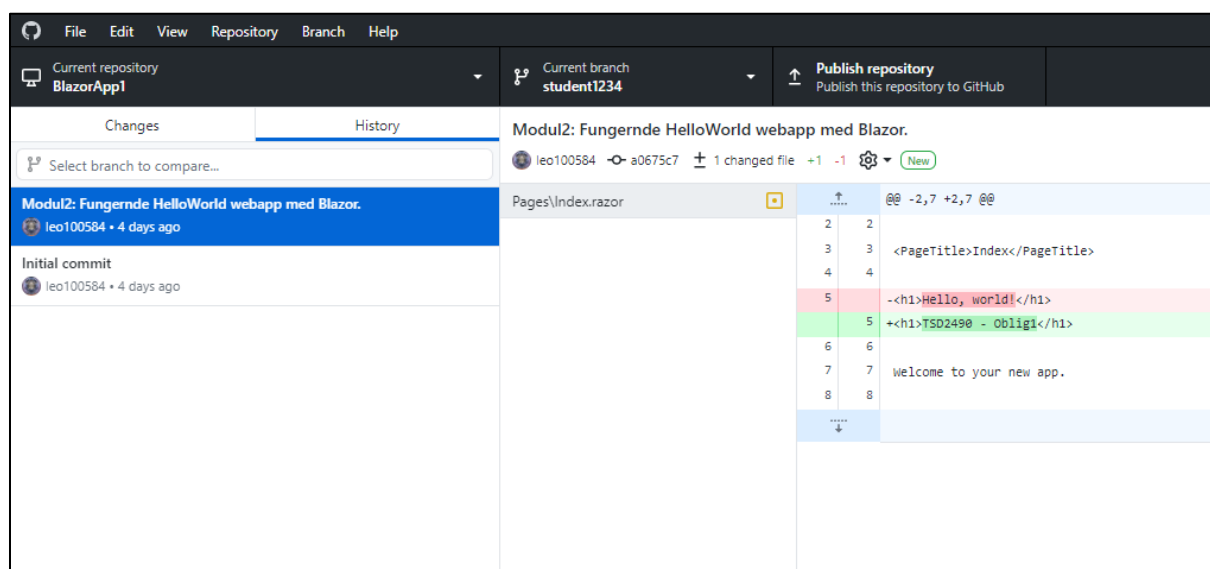 File Edit View Repository Branch Help
Current repository
BlazorApp1
Current branch
student1234
Publish repository
Publish this repository to GitHub
Changes History
Select branch to compare...
Modul2: Fungernde HelloWorld webapp med Blazor.
leo100584 • 4 days ago
Initial commit
leo100584 • 4 days ago
Modul2: Fungernde HelloWorld webapp med Blazor.
leo100584 a0675c7 1 changed file +1 -1 New
Pages\Index.razor
@@ -2,7 +2,7 @@
2 2
3 3 <PageTitle>Index</PageTitle>
4 4
5 -<h1>Hello, world!</h1>
5 +<h1>TSD2490 - Oblig1</h1>
6 6
7 7 Welcome to your new app.
8 8